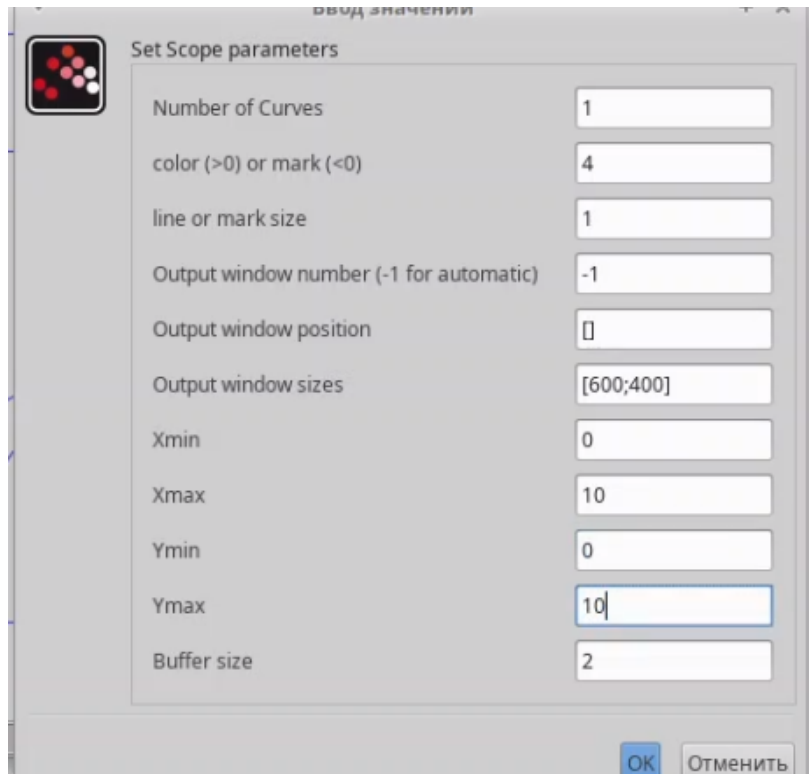 Ввод значений
Set Scope parameters
Number of Curves 1
color (>0) or mark (<0) 4
line or mark size 1
Output window number (-1 for automatic) -1
Output window position []
Output window sizes [600;400]
Xmin 0
Xmax 10
Ymin 0
Ymax 10
Buffer size 2
OK Отменить